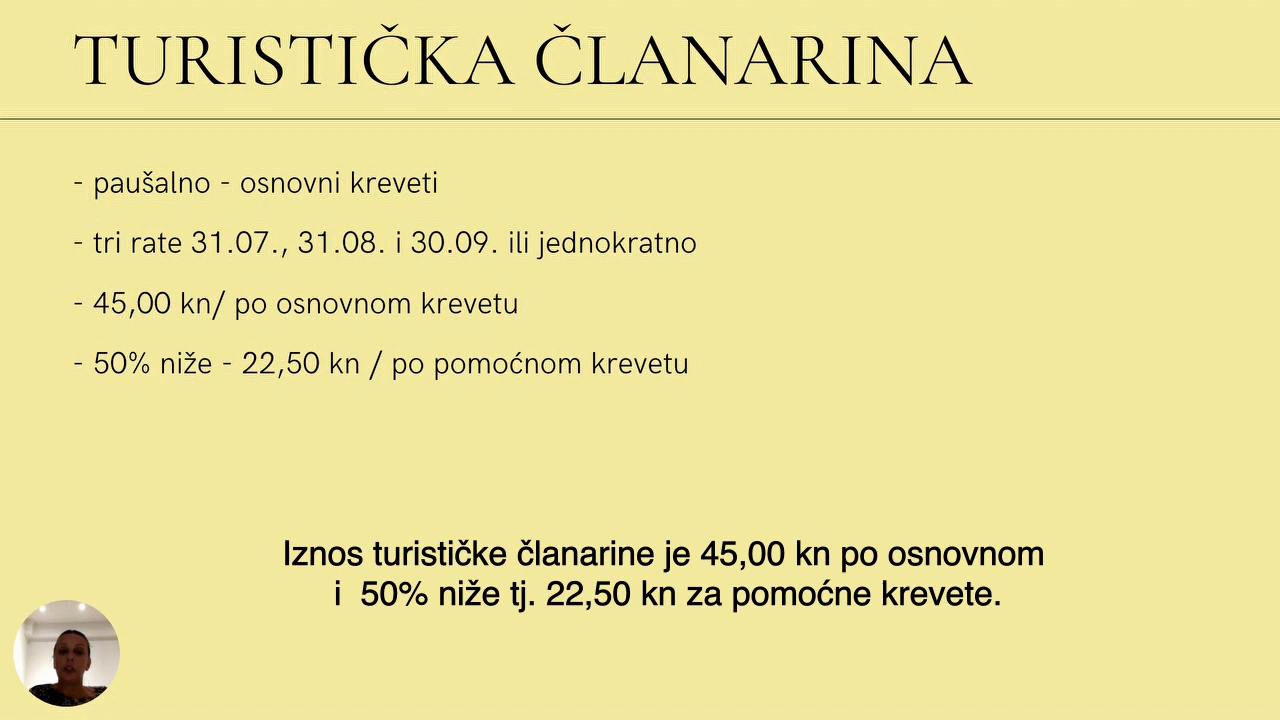 TURISTIČKA ČLANARINA
- paušalno - osnovni kreveti
- tri rate 31.07., 31.08. i 30.09. ili jednokratno
- 45,00 kn/ po osnovnom krevetu
- 50% niže - 22,50 kn / po pomoćnom krevetu
Iznos turističke članarine je 45,00 kn po osnovnom
i  50% niže tj. 22,50 kn za pomoćne krevete.